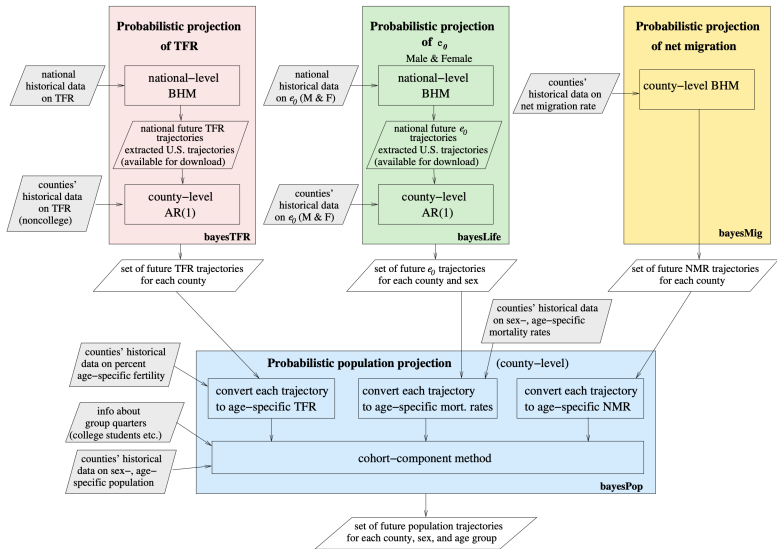 Probabilistic projection
of TFR
national
historical data
on TFR
national−level
BHM
national future TFR
trajectories
extracted U.S. trajectories
(available for download)
counties’
historical data
on TFR
(noncollege)
county−level
AR(1)
bayesTFR
set of future TFR trajectories
for each county
Probabilistic projection
of e0
Male & Female
national
historical data
on e0 (M & F)
national−level
BHM
national future e0
trajectories
extracted U.S. trajectories
(available for download)
counties’
historical data
on e0 (M & F)
county−level
AR(1)
bayesLife
set of future e0 trajectories
for each county and sex
Probabilistic projection
of net migration
counties’
historical data on
net migration rate
county−level BHM
bayesMig
set of future NMR trajectories
for each county
counties’ historical data
on sex−, age−specific
mortality rates
Probabilistic population projection (county−level)
counties’ historical data
on percent
age−specific fertility
convert each trajectory
to age−specific TFR
convert each trajectory
to age−specific mort. rates
convert each trajectory
to age−specific NMR
info about
group quarters
(college students etc.)
counties’ historical
data on sex−, age−
specific population
cohort−component method
bayesPop
set of future population trajectories
for each county, sex, and age group